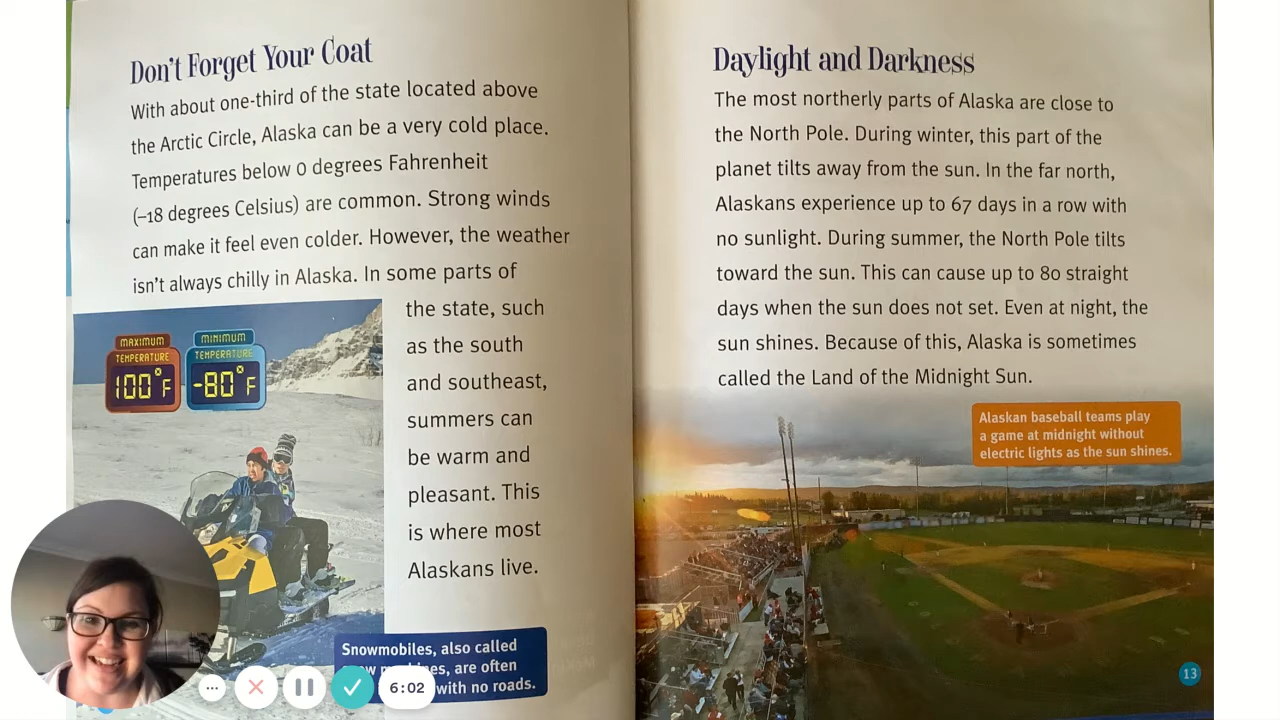 Don't Forget Your Coat
With about one-third of the state located above
the Arctic Circle, Alaska can be a very cold place.
Temperatures below 0 degrees Fahrenheit
(–18 degrees Celsius) are common. Strong winds
can make it feel even colder. However, the weather
isn't always chilly in Alaska. In some parts of
the state, such
as the south
and southeast,
summers can
be warm and
pleasant. This
is where most
Alaskans live.
MAXIMUM
TEMPERATURE
100°F
MINIMUM
TEMPERATURE
-80°F
Snowmobiles, also called
are often
with no roads.
6:02
Daylight and Darkness
The most northerly parts of Alaska are close to
the North Pole. During winter, this part of the
planet tilts away from the sun. In the far north,
Alaskans experience up to 67 days in a row with
no sunlight. During summer, the North Pole tilts
toward the sun. This can cause up to 80 straight
days when the sun does not set. Even at night, the
sun shines. Because of this, Alaska is sometimes
called the Land of the Midnight Sun.
Alaskan baseball teams play
a game at midnight without
electric lights as the sun shines.
13